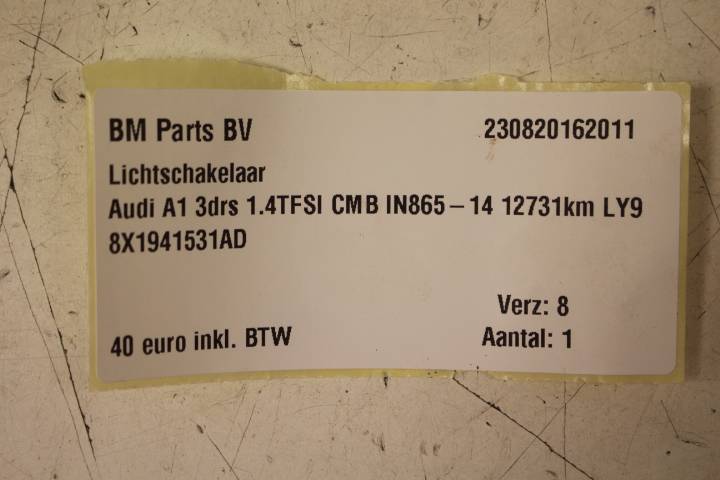 BM Parts BV 230820162011
Lichtschakelaar
Audi A1 3drs 1.4TFSI CMB IN865-14 12731km LY9
8X1941531AD
Verz: 8
40 euro inkl. BTW Aantal: 1